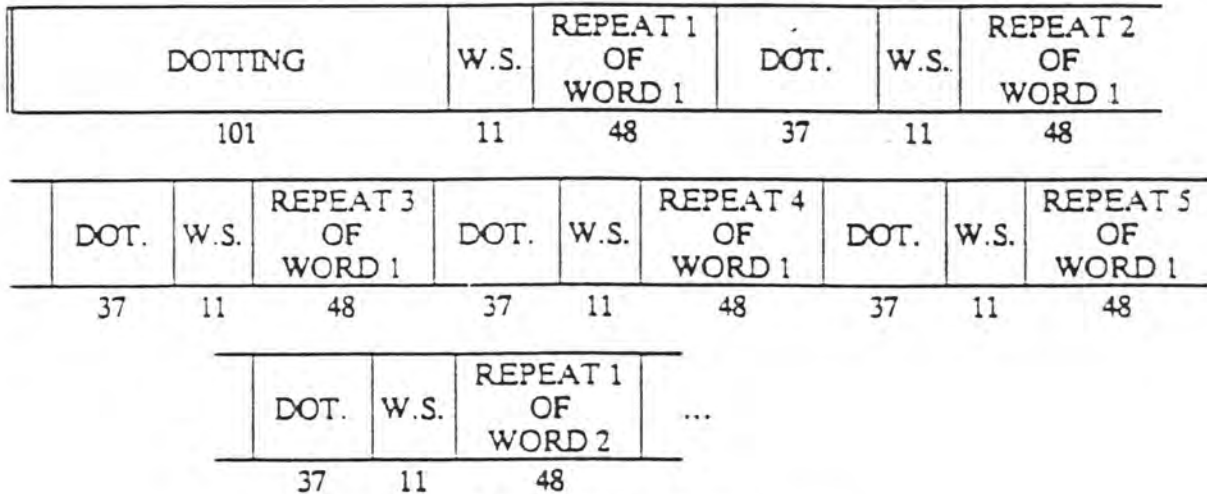 DOTTING W.S. REPEAT 1 OF WORD 1 DOT. W.S. REPEAT 2 OF WORD 1
101 11 48 37 11 48
DOT. W.S. REPEAT 3 OF WORD 1 DOT. W.S. REPEAT 4 OF WORD 1 DOT. W.S. REPEAT 5 OF WORD 1
37 11 48 37 11 48 37 11 48
DOT. W.S. REPEAT 1 OF WORD 2 ...
37 11 48